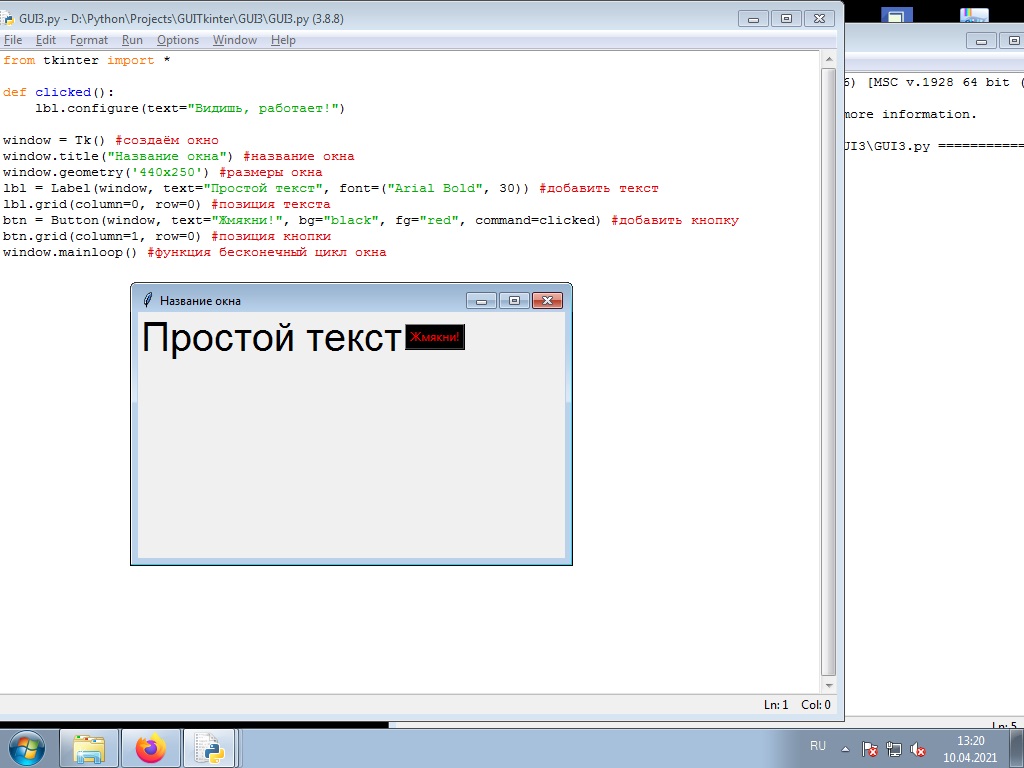 GUI3.py - D:\Python\Projects\GUITkinter\GUI3\GUI3.py (3.8.8)
File Edit Format Run Options Window Help
from tkinter import *
def clicked():
    lbl.configure(text="Видишь, работает!")
window = Tk() #создаём окно
window.title("Название окна") #название окна
window.geometry('440x250') #размеры окна
lbl = Label(window, text="Простой текст", font=("Arial Bold", 30)) #добавить текст
lbl.grid(column=0, row=0) #позиция текста
btn = Button(window, text="Жмякни!", bg="black", fg="red", command=clicked) #добавить кнопку
btn.grid(column=1, row=0) #позиция кнопки
window.mainloop() #функция бесконечный цикл окна
Название окна
Простой текст Жмякни!
Ln: 1 Col: 0
6) [MSC v.1928 64 bit (
more information.
UI3\GUI3.py ============
Ln: 5
RU
13:20
10.04.2021